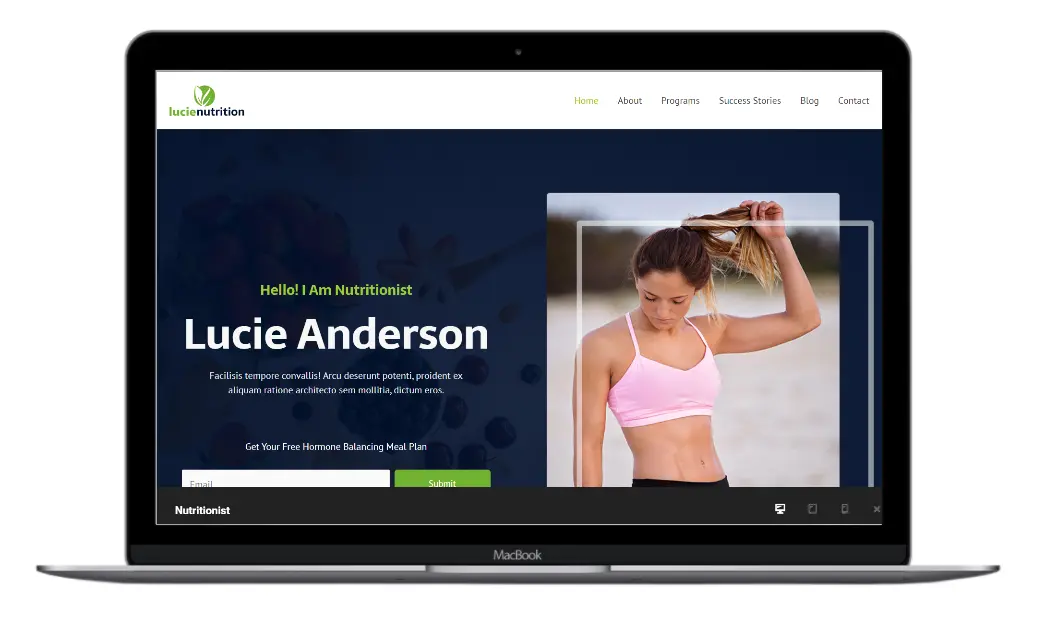 lucienutrition
Home About Programs Success Stories Blog Contact
Hello! I Am Nutritionist
Lucie Anderson
Facilisis tempore convallis! Arcu deserunt potenti, proident ex
aliquam ratione architecto sem mollitia, dictum eros.
Get Your Free Hormone Balancing Meal Plan
Email Submit
Nutritionist
MacBook